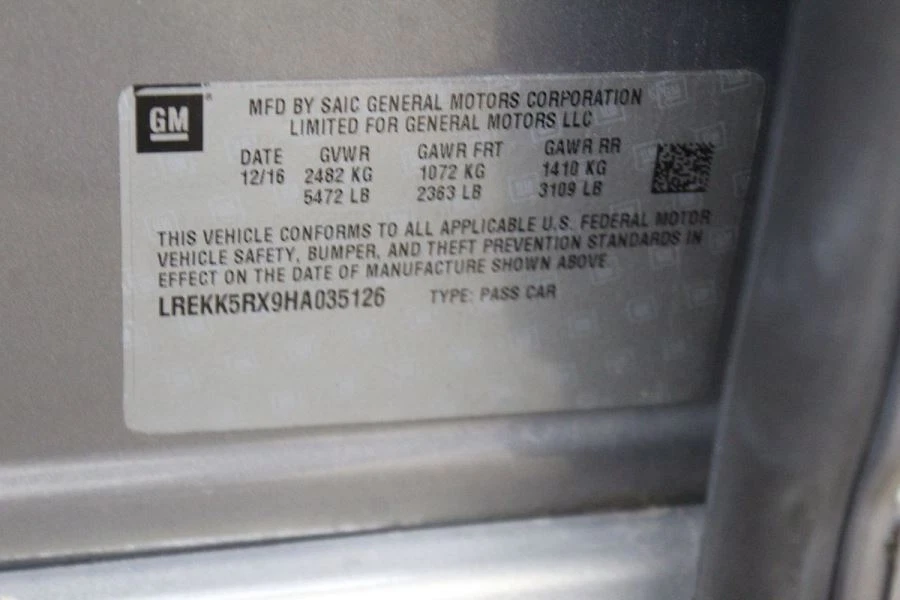 GM
MFD BY SAIC GENERAL MOTORS CORPORATION
LIMITED FOR GENERAL MOTORS LLC
DATE GVWR GAWR FRT GAWR RR
12/16 2482 KG 1072 KG 1410 KG
5472 LB 2363 LB 3109 LB
THIS VEHICLE CONFORMS TO ALL APPLICABLE U.S. FEDERAL MOTOR
VEHICLE SAFETY, BUMPER, AND THEFT PREVENTION STANDARDS IN
EFFECT ON THE DATE OF MANUFACTURE SHOWN ABOVE
LREKK5RX9HA035126 TYPE: PASS CAR